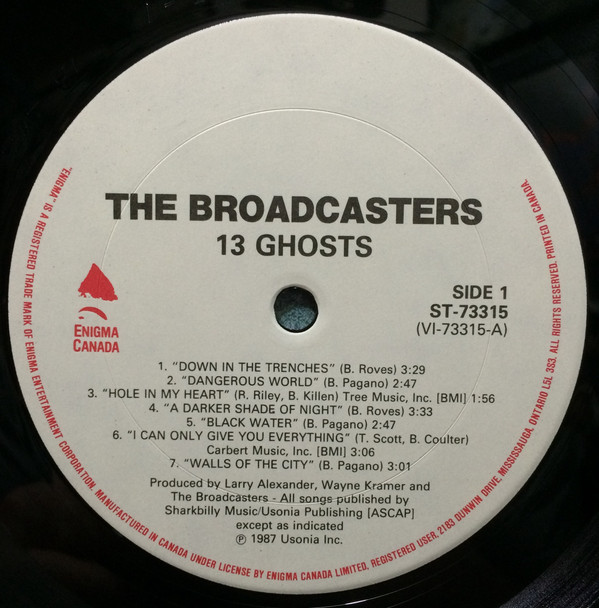 THE BROADCASTERS
13 GHOSTS
SIDE 1
ST-73315
(VI-73315-A)
ENIGMA
CANADA
1. "DOWN IN THE TRENCHES" (B. Roves) 3:29
2. "DANGEROUS WORLD" (B. Pagano) 2:47
3. "HOLE IN MY HEART" (R. Riley, B. Killen) Tree Music, Inc. [BMI] 1:56
4. "A DARKER SHADE OF NIGHT" (B. Roves) 3:33
5. "BLACK WATER" (B. Pagano) 2:47
6. "I CAN ONLY GIVE YOU EVERYTHING" (T. Scott, B. Coulter)
Carbert Music, Inc. [BMI] 3:06
7. "WALLS OF THE CITY" (B. Pagano) 3:01
Produced by Larry Alexander, Wayne Kramer and
The Broadcasters - All songs published by
Sharkbilly Music/Usonia Publishing [ASCAP]
except as indicated
℗ 1987 Usonia Inc.
"ENIGMA" IS A REGISTERED TRADE MARK OF ENIGMA ENTERTAINMENT CORPORATION. MANUFACTURED IN CANADA UNDER LICENSE BY ENIGMA CANADA LIMITED, REGISTERED USER, 2183 DUNWIN DRIVE, MISSISSAUGA, ONTARIO L5L 3S3. ALL RIGHTS RESERVED. PRINTED IN CANADA.